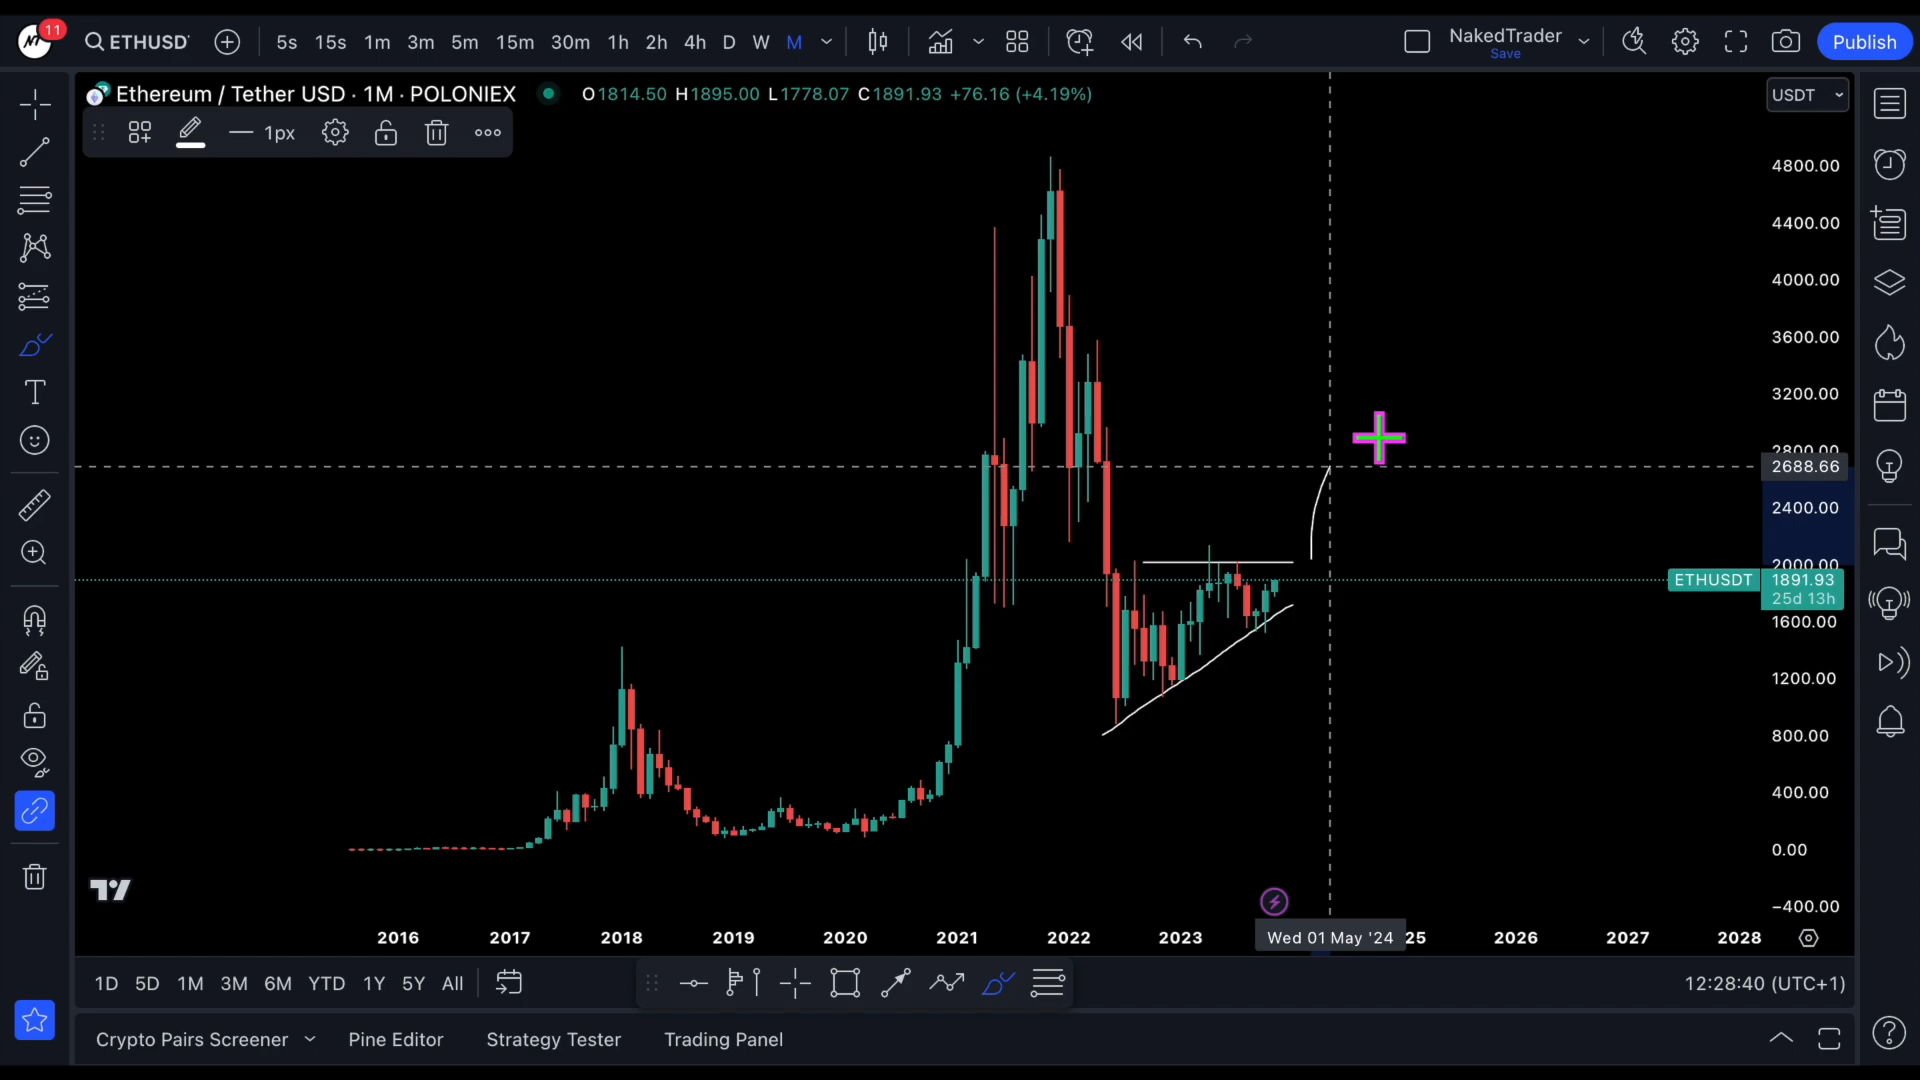 11
ETHUSD
5s 15s 1m 3m 5m 15m 30m 1h 2h 4h D W M
NakedTrader
Save
Publish
Ethereum / Tether USD · 1M · POLONIEX
O1814.50 H1895.00 L1778.07 C1891.93 +76.16 (+4.19%)
USDT
1px
4800.00
4400.00
4000.00
3600.00
3200.00
2800.00
2688.66
2400.00
2000.00
ETHUSDT 1891.93
25d 13h
1600.00
1200.00
800.00
400.00
0.00
−400.00
2016 2017 2018 2019 2020 2021 2022 2023 Wed 01 May '24 25 2026 2027 2028
1D 5D 1M 3M 6M YTD 1Y 5Y All
12:28:40 (UTC+1)
Crypto Pairs Screener Pine Editor Strategy Tester Trading Panel